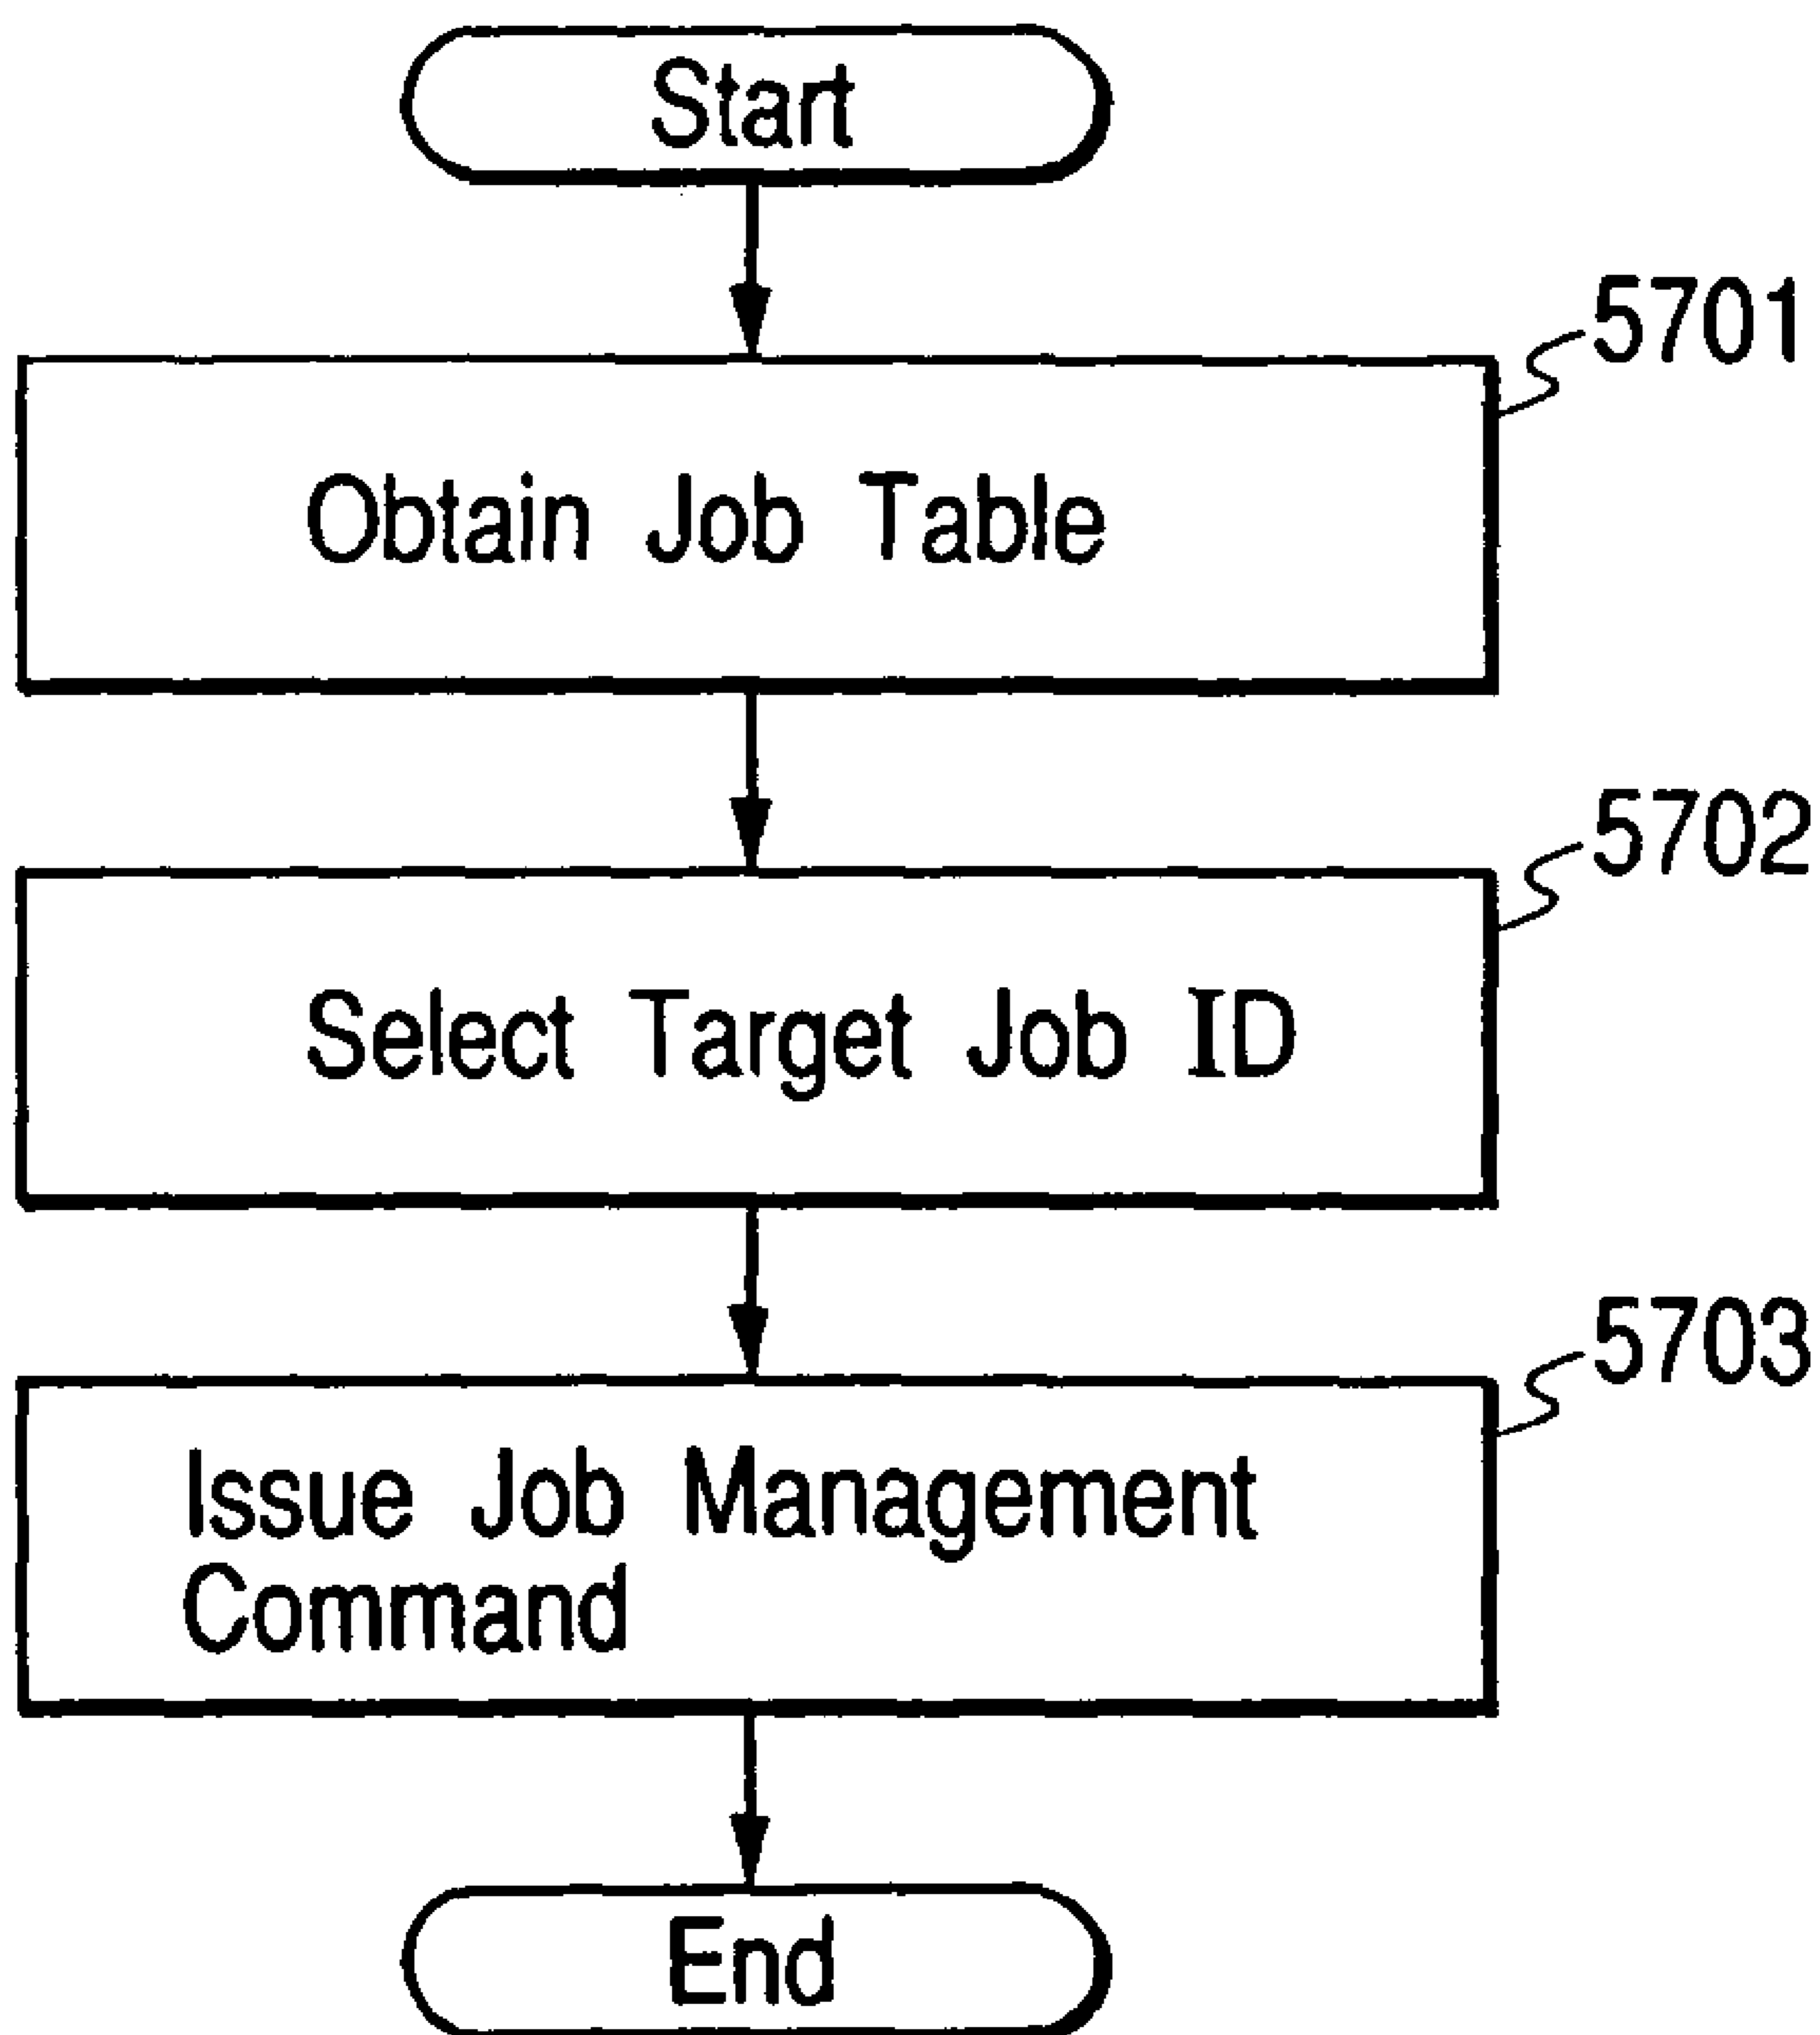 Start
5701
Obtain Job Table
5702
Select Target Job ID
5703
Issue Job Management
Command
End